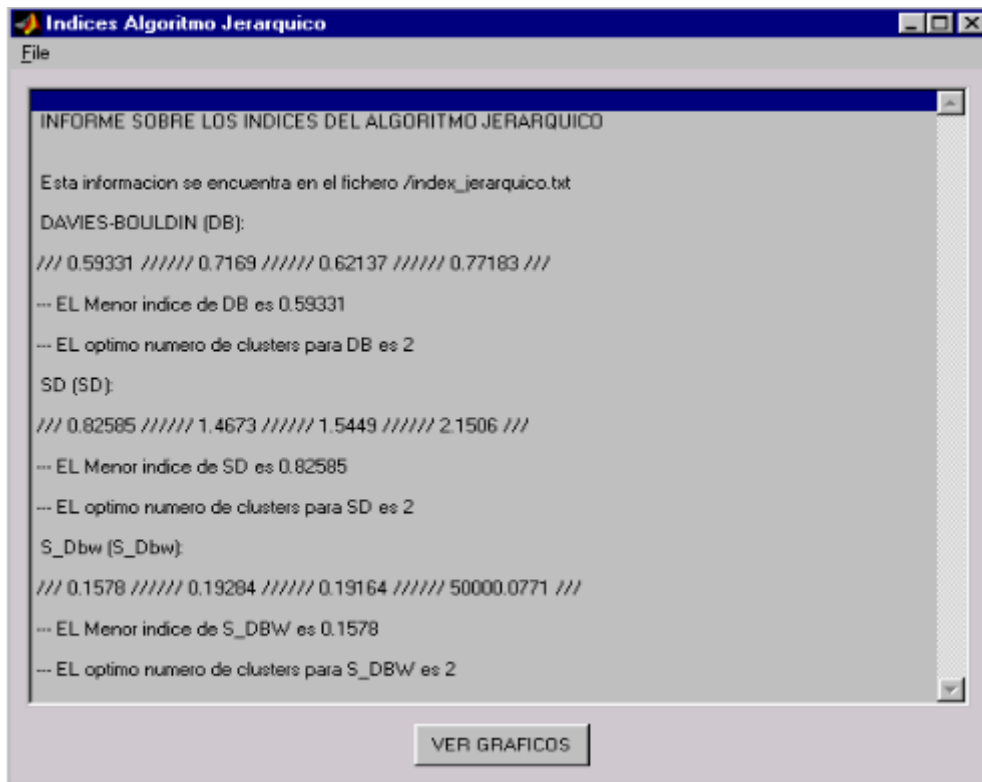 Indices Algoritmo Jerarquico
File
INFORME SOBRE LOS INDICES DEL ALGORITMO JERARQUICO
Esta informacion se encuentra en el fichero /index_jerarquico.txt
DAVIES-BOULDIN (DB):
/// 0.59331 ////// 0.7169 ////// 0.62137 ////// 0.77183 ///
--- EL Menor indice de DB es 0.59331
--- EL optimo numero de clusters para DB es 2
SD (SD):
/// 0.82585 ////// 1.4673 ////// 1.5449 ////// 2.1506 ///
--- EL Menor indice de SD es 0.82585
--- EL optimo numero de clusters para SD es 2
S_Dbw (S_Dbw):
/// 0.1578 ////// 0.19284 ////// 0.19164 ////// 50000.0771 ///
--- EL Menor indice de S_DBW es 0.1578
--- EL optimo numero de clusters para S_DBW es 2
VER GRAFICOS